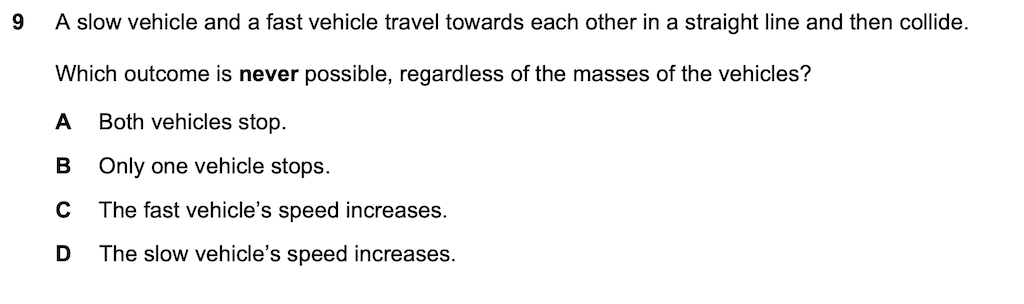 9 A slow vehicle and a fast vehicle travel towards each other in a straight line and then collide.
Which outcome is never possible, regardless of the masses of the vehicles?
A Both vehicles stop.
B Only one vehicle stops.
C The fast vehicle’s speed increases.
D The slow vehicle’s speed increases.